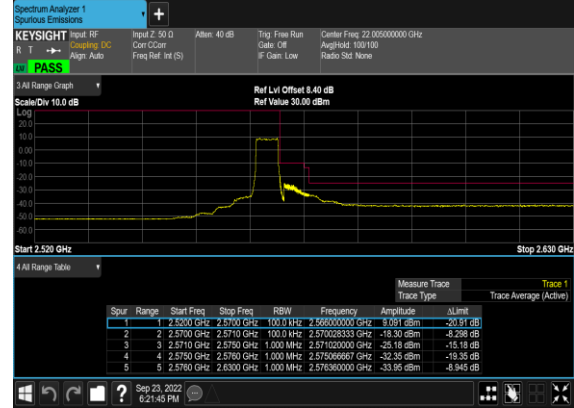 Spectrum Analyzer 1
Spurious Emissions
+
KEYSIGHT Input: RF Input Z: 50 Ω Atten: 40 dB Trig: Free Run Center Freq: 22.005000000 GHz
R T Coupling: DC Corr CCorr Gate: Off Avg|Hold: 100/100
Align: Auto Freq Ref: Int (S) IF Gain: Low Radio Std: None
LW PASS
3 All Range Graph
Ref Lvl Offset 8.40 dB
Scale/Div 10.0 dB Ref Value 30.00 dBm
Log
20.0
10.0
0.00
-10.0
-20.0
-30.0
-40.0
-50.0
-60.0
Start 2.520 GHz Stop 2.630 GHz
4 All Range Table
Measure Trace Trace 1
Trace Type Trace Average (Active)
Spur Range Start Freq Stop Freq RBW Frequency Amplitude ΔLimit
1 1 2.5200 GHz 2.5700 GHz 100.0 kHz 2.566000000 GHz 9.091 dBm -20.91 dB
2 2 2.5700 GHz 2.5710 GHz 100.0 kHz 2.570028333 GHz -18.30 dBm -8.298 dB
3 3 2.5710 GHz 2.5750 GHz 1.000 MHz 2.571020000 GHz -25.18 dBm -15.18 dB
4 4 2.5750 GHz 2.5760 GHz 1.000 MHz 2.575066667 GHz -32.35 dBm -19.35 dB
5 5 2.5760 GHz 2.6300 GHz 1.000 MHz 2.576360000 GHz -33.95 dBm -8.945 dB
? Sep 23, 2022
6:21:45 PM